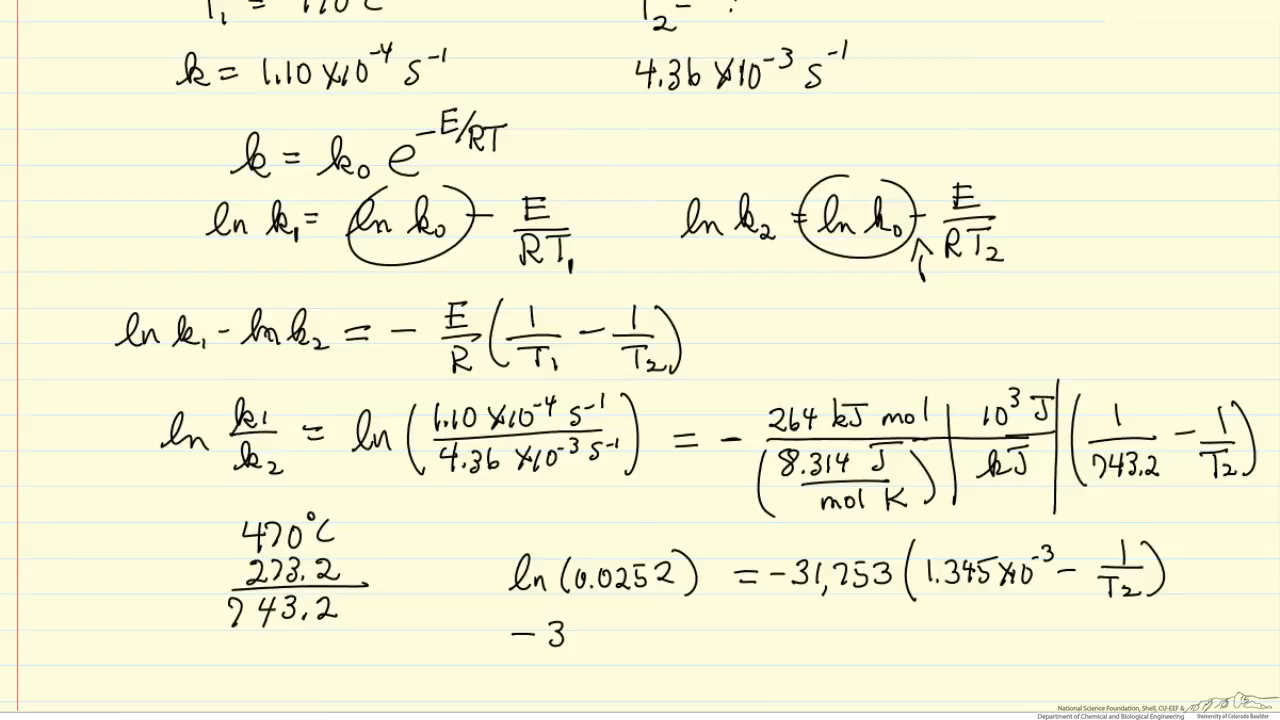 T₁ = 470°C T₂ = ?
k = 1.10 × 10⁻⁴ s⁻¹ 4.36 × 10⁻³ s⁻¹
k = k₀ e^(-E/RT)
ln k₁ = ln k₀ - E/RT₁ ln k₂ = ln k₀ - E/RT₂
ln k₁ - ln k₂ = - E/R (1/T₁ - 1/T₂)
ln k₁/k₂ = ln (1.10 × 10⁻⁴ s⁻¹ / 4.36 × 10⁻³ s⁻¹) = - 264 kJ mol / (8.314 J / mol K) | 10³ J / kJ | (1/743.2 - 1/T₂)
470°C
273.2
743.2
ln (0.0252) = -31,753 (1.345 × 10⁻³ - 1/T₂)
- 3
National Science Foundation, Shell, CU-EEF &
Department of Chemical and Biological Engineering
University of Colorado Boulder